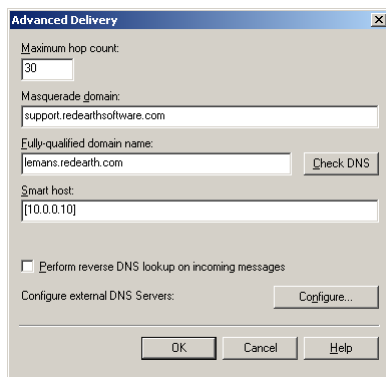 Advanced Delivery
Maximum hop count:
30
Masquerade domain:
support.redearthsoftware.com
Fully-qualified domain name:
lemans.redearth.com
Check DNS
Smart host:
[10.0.0.10]
Perform reverse DNS lookup on incoming messages
Configure external DNS Servers:
Configure...
OK Cancel Help